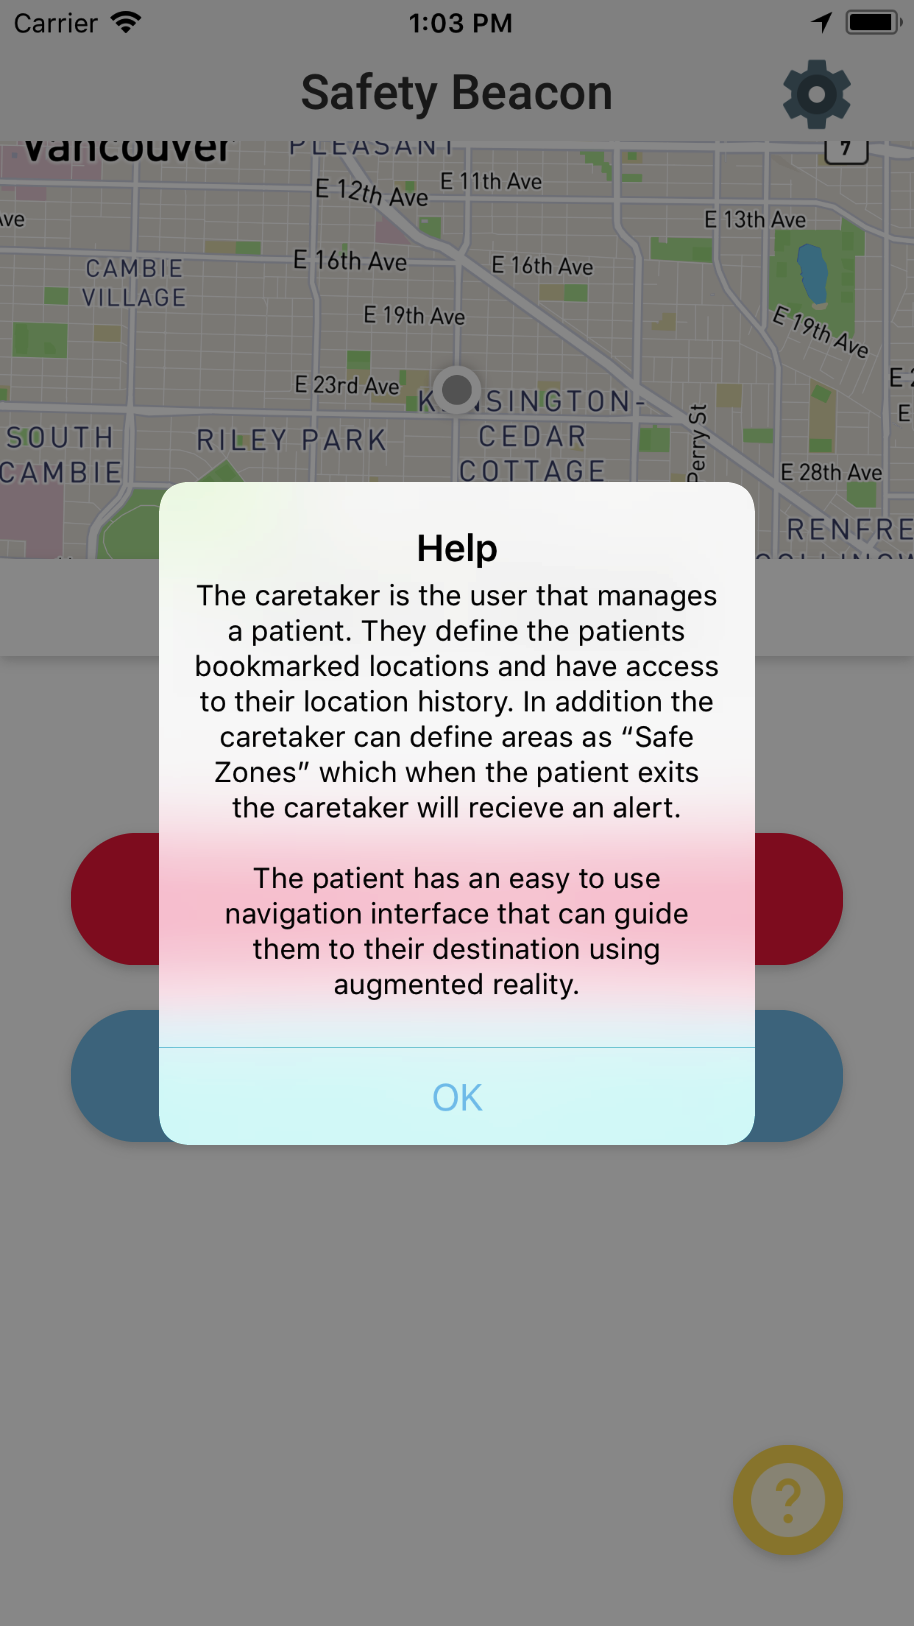 Carrier 1:03 PM
Safety Beacon
Vancouver
PLEASANT
7
E 11th Ave
E 12th Ave
Ave
E 13th Ave
CAMBIE
VILLAGE
E 16th Ave
E 16th Ave
E 19th Ave
E 19th Ave
E 23rd Ave
E 2
E
SOUTH
CAMBIE
RILEY PARK
K NSINGTON-
CEDAR
COTTAGE
Perry St
E 28th Ave
RENFRE
Help
The caretaker is the user that manages
a patient. They define the patients
bookmarked locations and have access
to their location history. In addition the
caretaker can define areas as “Safe
Zones” which when the patient exits
the caretaker will recieve an alert.
The patient has an easy to use
navigation interface that can guide
them to their destination using
augmented reality.
OK
?